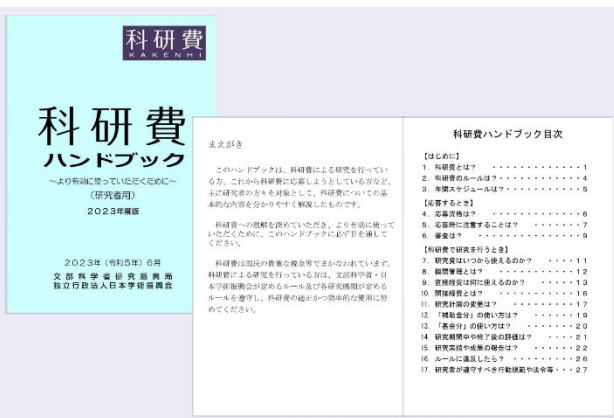 科研費
KAKENHI
科研費
ハンドブック
~より有効に使っていただくために~
(研究者用)
2023年度版
2023年(令和5年)6月
文部科学省研究振興局
独立行政法人日本学術振興会
まえがき
このハンドブックは、科研費による研究を行ってい
る方、これから科研費に応募しようとしている方など、
主に研究者の方々を対象として、科研費についての基
本的な内容を分かりやすく解説したものです。
科研費への理解を深めていただき、より有効に使って
いただくために、このハンドブックに必ず目を通して
ください。
科研費は国民の貴重な税金等でまかなわれています。
科研費による研究を行っている方は、文部科学省・日
本学術振興会が定めるルール及び各研究機関が定める
ルールを遵守し、科研費の適正かつ効率的な使用に努
めてください。
科研費ハンドブック目次
【はじめに】
1. 科研費とは? ・・・・・・・・・・1
2. 科研費のルールは?・・・・・・・・・4
3. 年間スケジュールは?・・・・・・・・5
【応募するとき】
4. 応募資格は? ・・・・・・・・・・6
5. 応募時に注意することは? ・・・・・・7
6. 審査は? ・・・・・・・・・・・・9
【科研費で研究を行うとき】
7. 研究費はいつから使えるのか? ・・・11
8. 機関管理とは? ・・・・・・・・・12
9. 直接経費は何に使えるのか? ・・・・13
10. 間接経費とは? ・・・・・・・・・16
11. 研究計画の変更は? ・・・・・・・17
12. 「補助金分」の使い方は? ・・・・・19
13. 「基金分」の使い方は? ・・・・・・20
14. 研究期間中や終了後の評価は? ・・・21
15. 研究実績や成果の報告は? ・・・・・22
16. ルールに違反したら? ・・・・・・・26
17. 研究者が遵守すべき行動規範や法令等・・・27